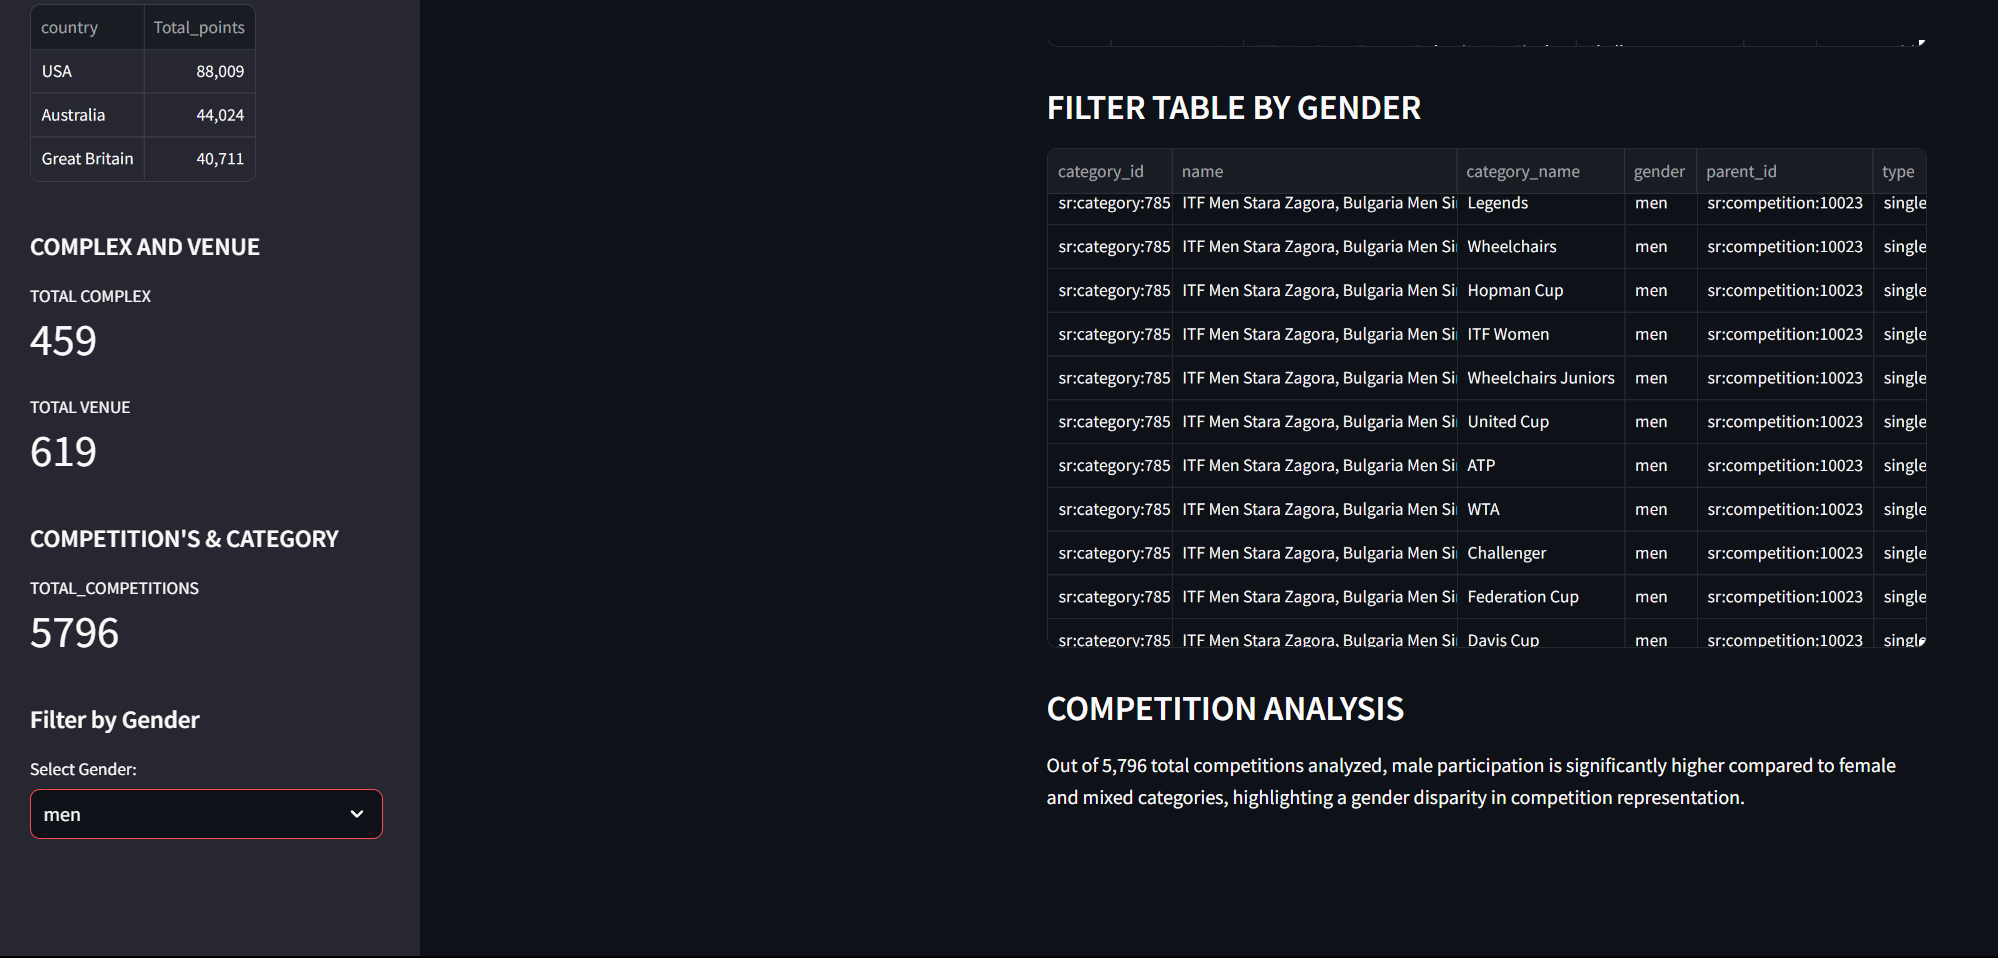 country Total_points
USA 88,009
Australia 44,024
Great Britain 40,711
COMPLEX AND VENUE
TOTAL COMPLEX
459
TOTAL VENUE
619
COMPETITION'S & CATEGORY
TOTAL_COMPETITIONS
5796
Filter by Gender
Select Gender:
men
FILTER TABLE BY GENDER
category_id name category_name gender parent_id type
sr:category:785 ITF Men Stara Zagora, Bulgaria Men Si Legends men sr:competition:10023 single
sr:category:785 ITF Men Stara Zagora, Bulgaria Men Si Wheelchairs men sr:competition:10023 single
sr:category:785 ITF Men Stara Zagora, Bulgaria Men Si Hopman Cup men sr:competition:10023 single
sr:category:785 ITF Men Stara Zagora, Bulgaria Men Si ITF Women men sr:competition:10023 single
sr:category:785 ITF Men Stara Zagora, Bulgaria Men Si Wheelchairs Juniors men sr:competition:10023 single
sr:category:785 ITF Men Stara Zagora, Bulgaria Men Si United Cup men sr:competition:10023 single
sr:category:785 ITF Men Stara Zagora, Bulgaria Men Si ATP men sr:competition:10023 single
sr:category:785 ITF Men Stara Zagora, Bulgaria Men Si WTA men sr:competition:10023 single
sr:category:785 ITF Men Stara Zagora, Bulgaria Men Si Challenger men sr:competition:10023 single
sr:category:785 ITF Men Stara Zagora, Bulgaria Men Si Federation Cup men sr:competition:10023 single
sr:category:785 ITF Men Stara Zagora, Bulgaria Men Si Davis Cup men sr:competition:10023 single
COMPETITION ANALYSIS
Out of 5,796 total competitions analyzed, male participation is significantly higher compared to female
and mixed categories, highlighting a gender disparity in competition representation.